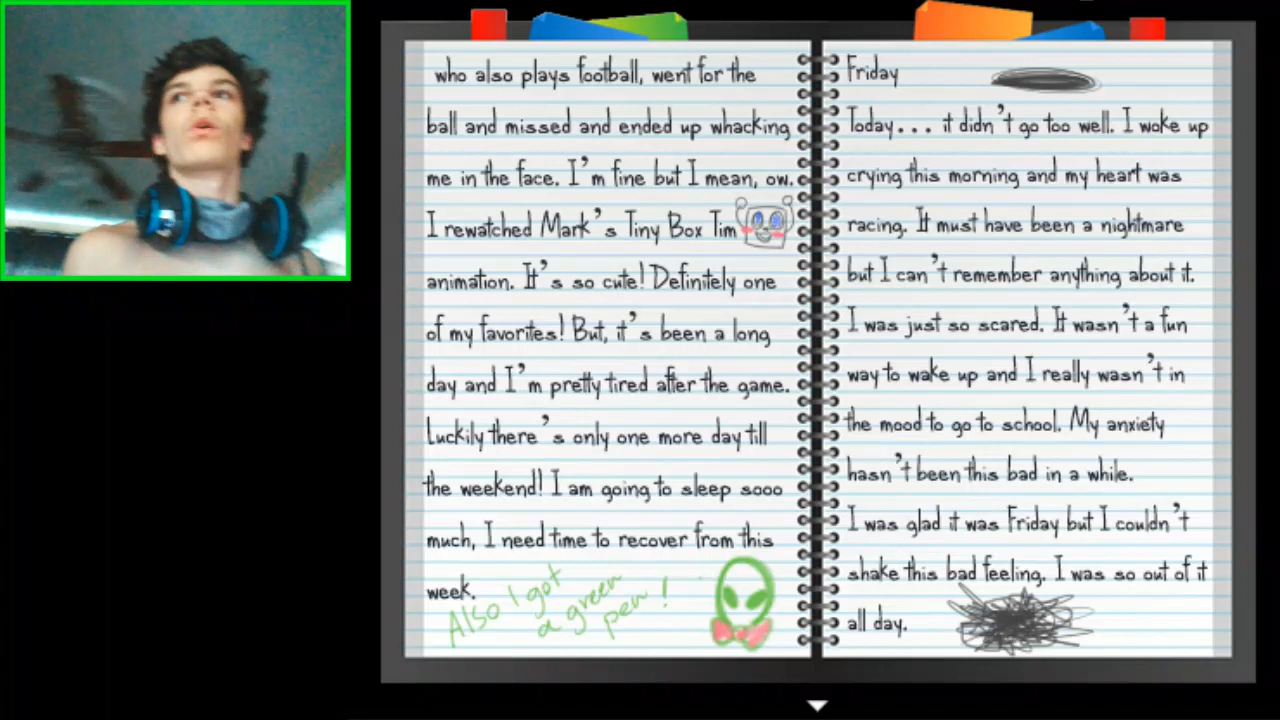 who also plays football, went for the
ball and missed and ended up whacking
me in the face. I'm fine but I mean, ow.
I rewatched Mark's Tiny Box Tim
animation. It's so cute! Definitely one
of my favorites! But, it's been a long
day and I'm pretty tired after the game.
Luckily there's only one more day till
the weekend! I am going to sleep sooo
much, I need time to recover from this
week.
Also I got
a green
pen!
Friday
Today... it didn't go too well. I woke up
crying this morning and my heart was
racing. It must have been a nightmare
but I can't remember anything about it.
I was just so scared. It wasn't a fun
way to wake up and I really wasn't in
the mood to go to school. My anxiety
hasn't been this bad in a while.
I was glad it was Friday but I couldn't
shake this bad feeling. I was so out of it
all day.